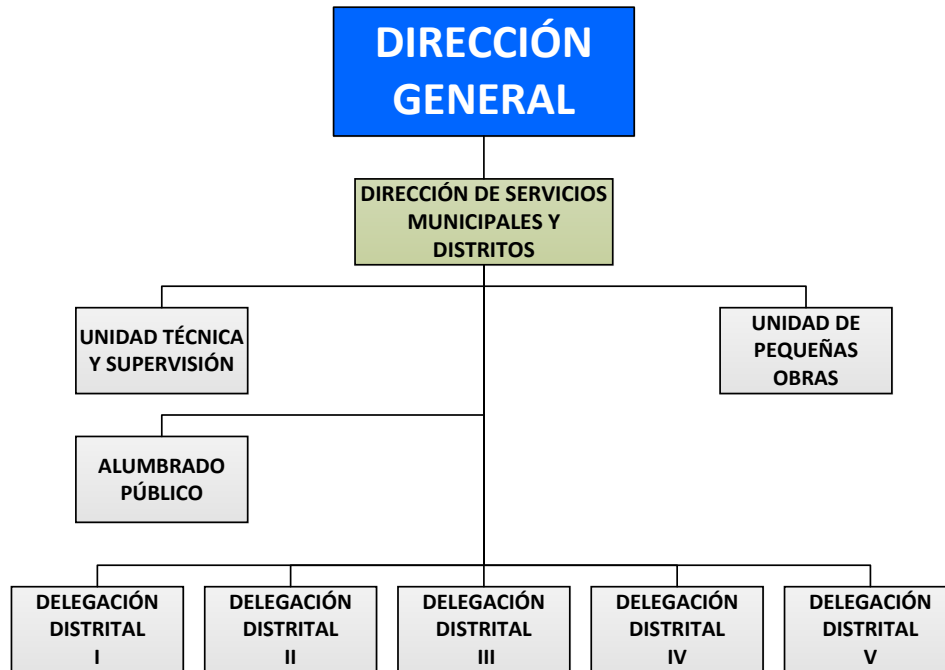 DIRECCIÓN
GENERAL
DIRECCIÓN DE SERVICIOS
MUNICIPALES Y
DISTRITOS
UNIDAD TÉCNICA
Y SUPERVISIÓN
UNIDAD DE
PEQUEÑAS
OBRAS
ALUMBRADO
PÚBLICO
DELEGACIÓN
DISTRITAL
I
DELEGACIÓN
DISTRITAL
II
DELEGACIÓN
DISTRITAL
III
DELEGACIÓN
DISTRITAL
IV
DELEGACIÓN
DISTRITAL
V